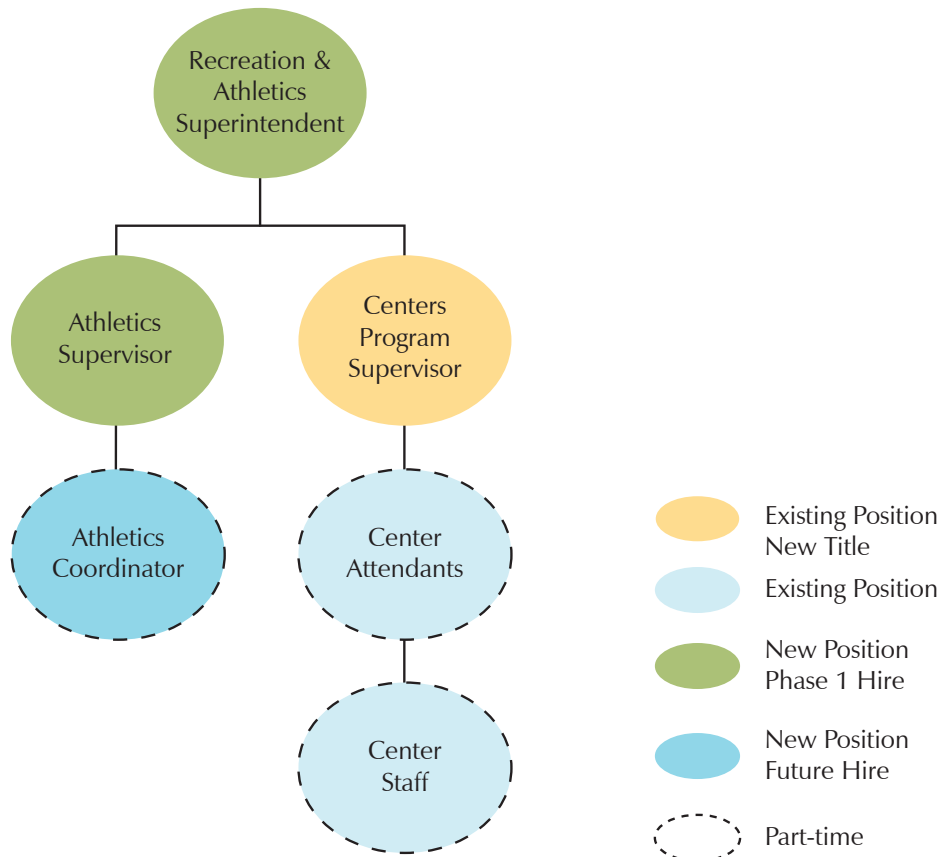 Recreation &
Athletics
Superintendent
Athletics
Supervisor
Centers
Program
Supervisor
Athletics
Coordinator
Center
Attendants
Center
Staff
Existing Position
New Title
Existing Position
New Position
Phase 1 Hire
New Position
Future Hire
Part-time